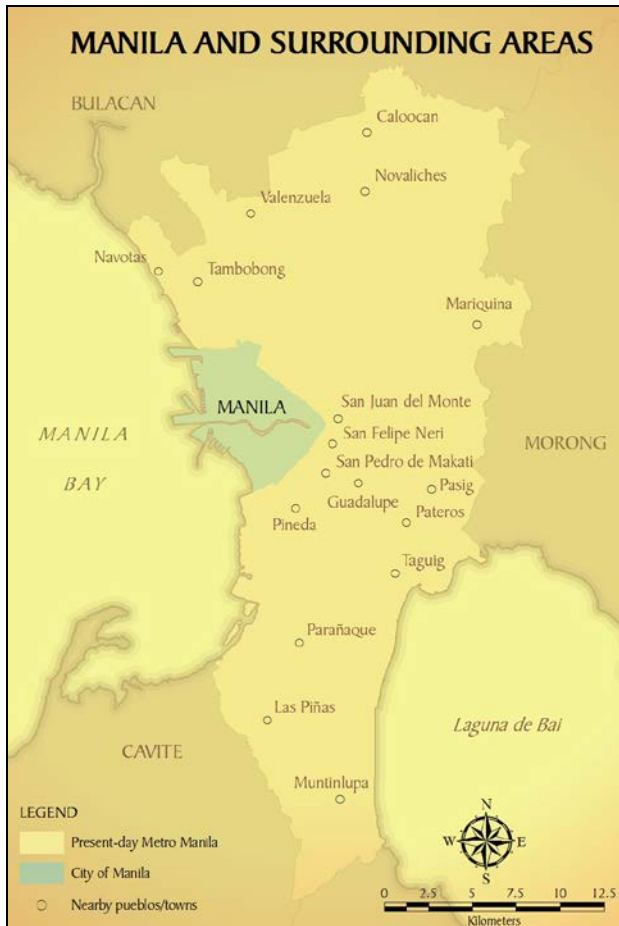 MANILA AND SURROUNDING AREAS
BULACAN
Caloocan
Novaliches
Valenzuela
Navotas
Tambobong
Mariquina
MANILA
San Juan del Monte
San Felipe Neri
MANILA
BAY
MORONG
San Pedro de Makati
Guadalupe
Pasig
Pineda
Pateros
Taguig
Parañaque
Las Piñas
Laguna de Bai
CAVITE
Muntinlupa
LEGEND
Present-day Metro Manila
City of Manila
Nearby pueblos/towns
N
W E
S
0 2.5 5 7.5 10 12.5
Kilometers